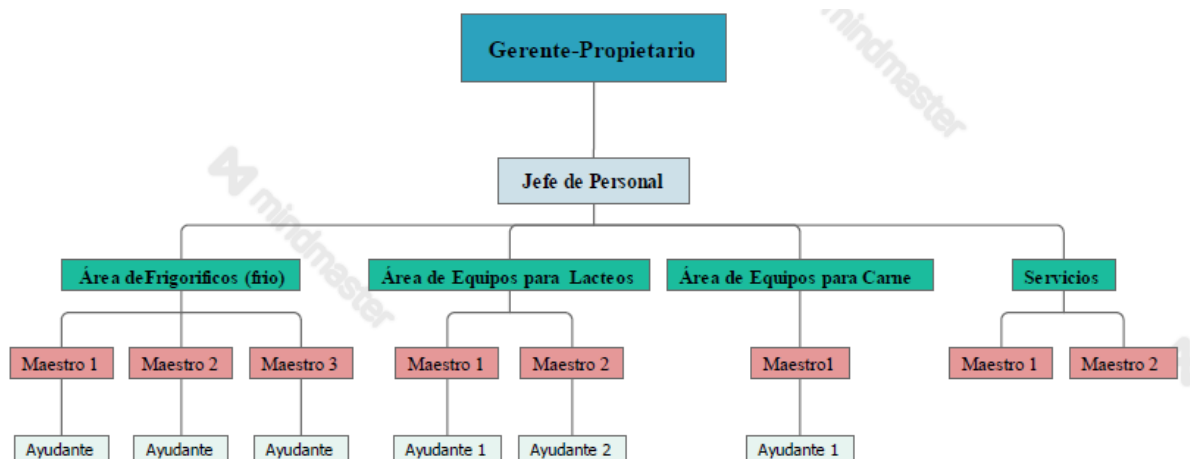 Gerente-Propietario
mindmaster
Jefe de Personal
mindmaster
Área de Frigorificos (frio)
Área de Equipos para Lacteos
Área de Equipos para Carne
Servicios
Maestro 1
Maestro 2
Maestro 3
Maestro 1
Maestro 2
Maestro1
Maestro 1
Maestro 2
Ayudante
Ayudante
Ayudante
Ayudante 1
Ayudante 2
Ayudante 1